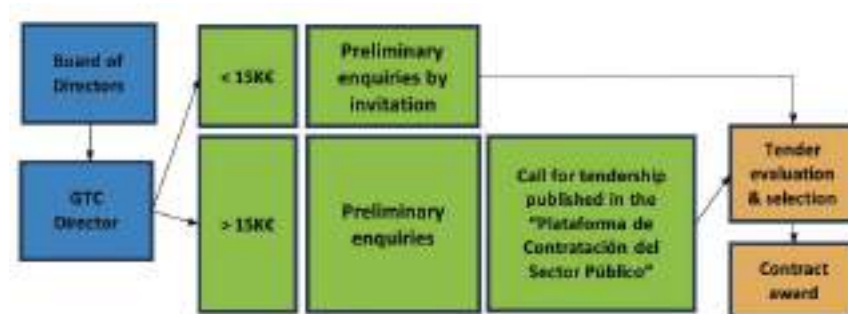 Board of
Directors
< 15K€
Preliminary
enquiries by
invitation
GTC
Director
> 15K€
Preliminary
enquiries
Call for tendership
published in the
"Plataforma de
Contratación del
Sector Público"
Tender
evaluation
& selection
Contract
award